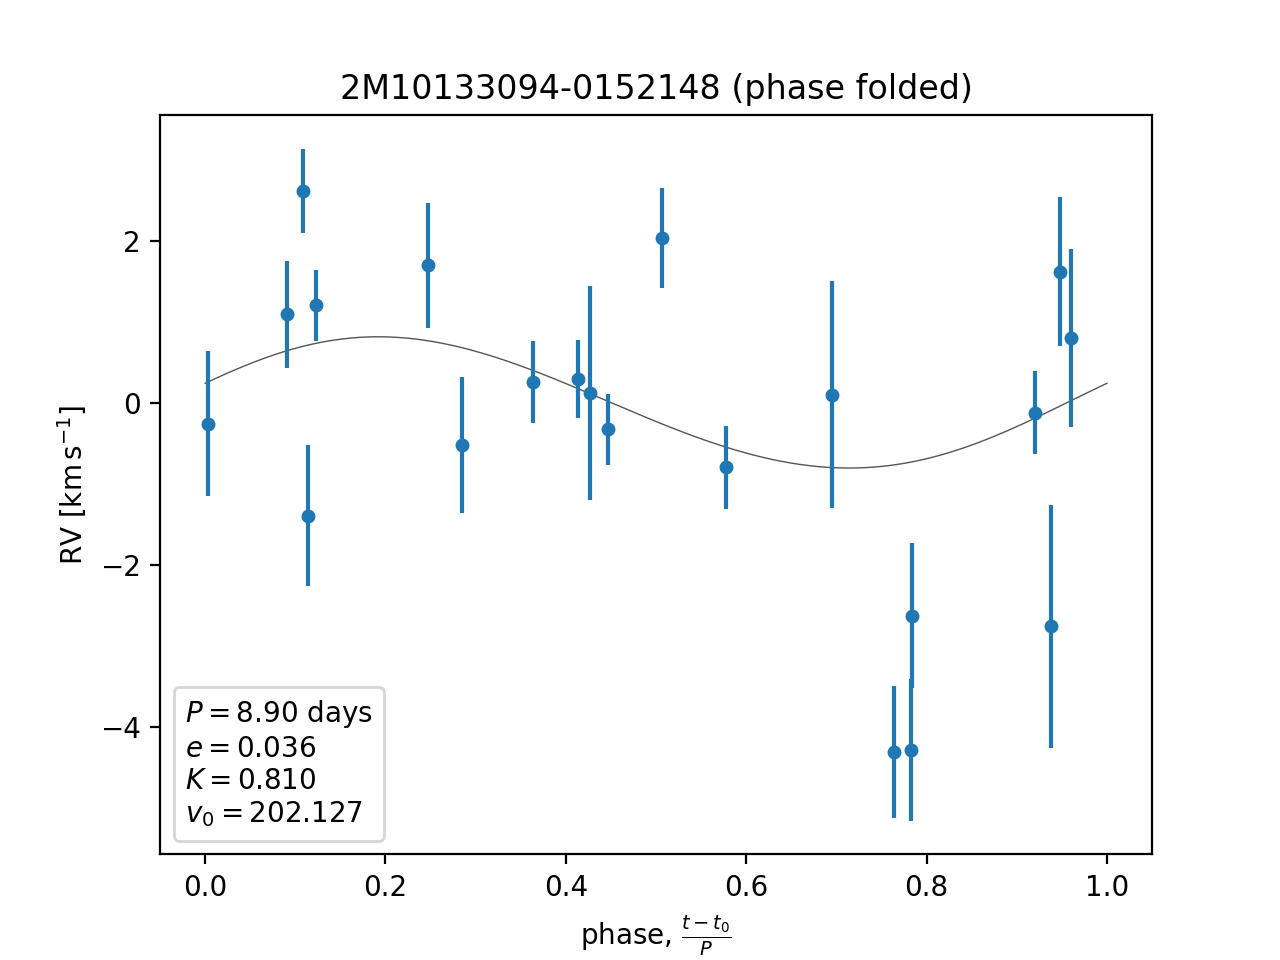 2M10133094-0152148 (phase folded)
RV [km s⁻¹]
2
0
−2
−4
P = 8.90 days
e = 0.036
K = 0.810
v₀ = 202.127
0.0 0.2 0.4 0.6 0.8 1.0
phase, (t − t₀)/P